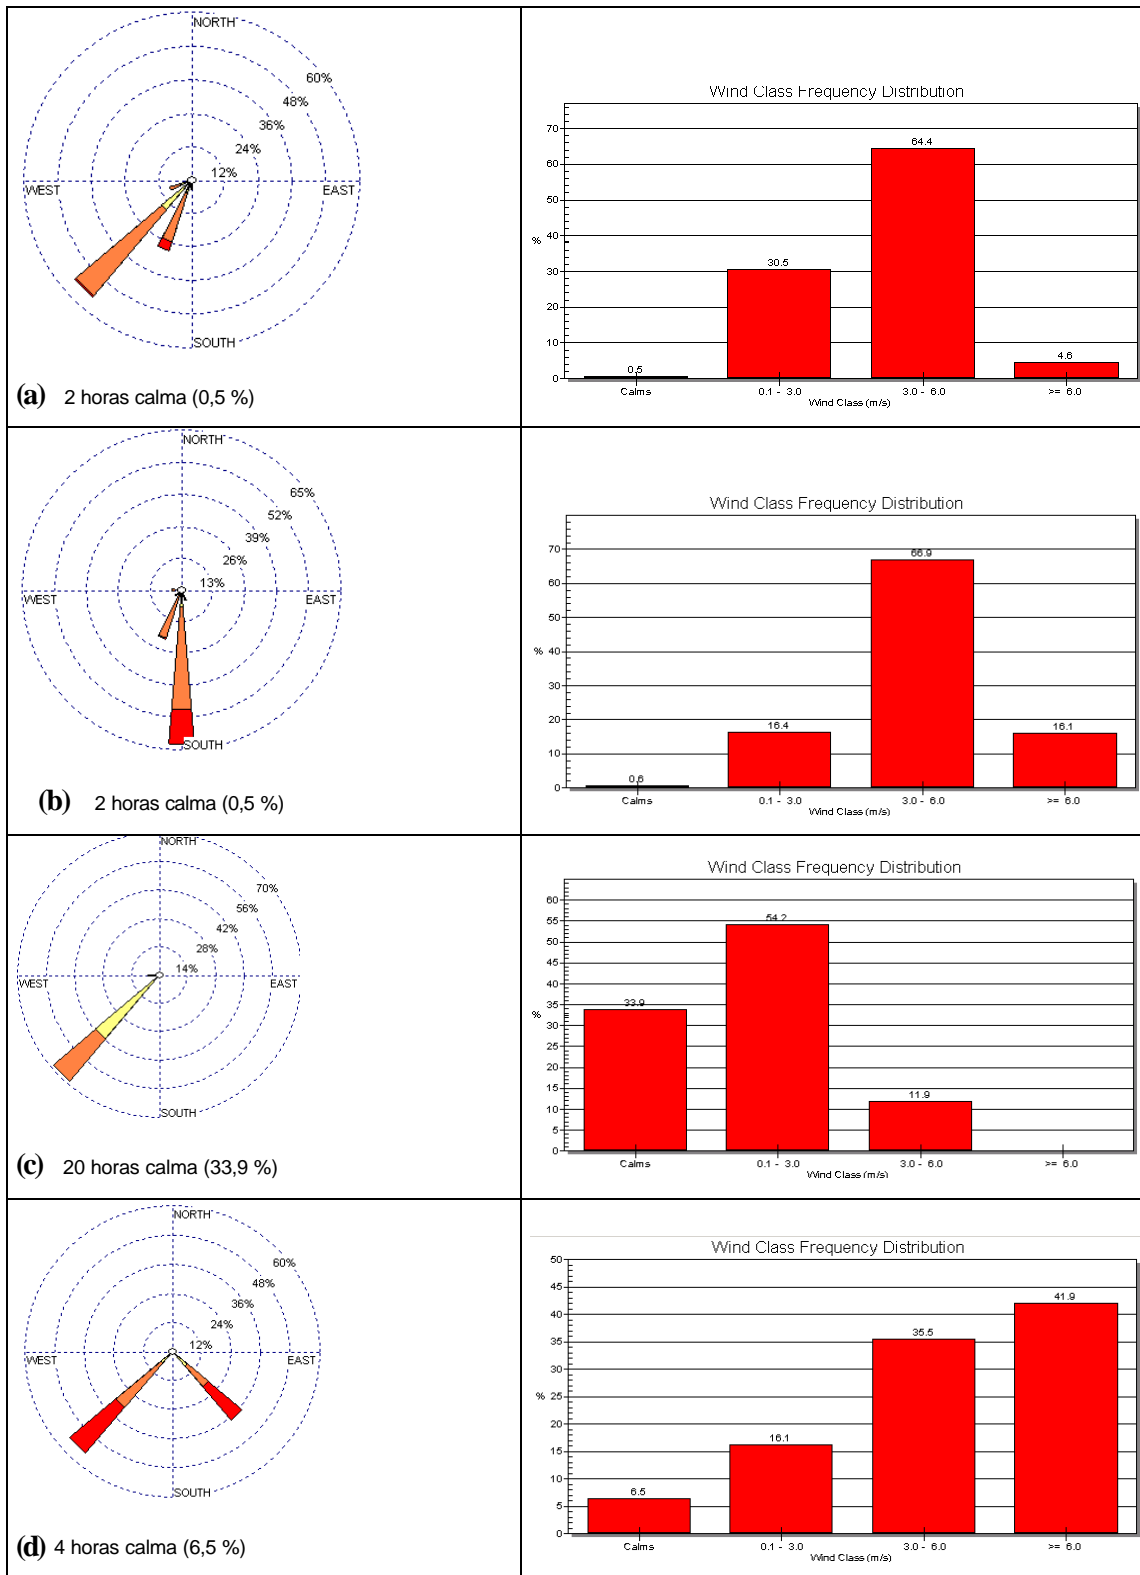 NORTH
60%
48%
36%
24%
12%
WEST
EAST
SOUTH
(a) 2 horas calma (0,5 %)
Wind Class Frequency Distribution
70
60
50
40
30
20
10
0
%
0.5
30.5
64.4
4.6
Calms
0.1 - 3.0
3.0 - 6.0
>= 6.0
Wind Class (m/s)
NORTH
65%
52%
39%
26%
13%
WEST
EAST
SOUTH
(b) 2 horas calma (0,5 %)
Wind Class Frequency Distribution
70
60
50
40
30
20
10
0
%
0.6
16.4
66.9
16.1
Calms
0.1 - 3.0
3.0 - 6.0
>= 6.0
Wind Class (m/s)
NORTH
70%
56%
42%
28%
14%
WEST
EAST
SOUTH
(c) 20 horas calma (33,9 %)
Wind Class Frequency Distribution
60
55
50
45
40
35
30
25
20
15
10
5
0
%
33.9
54.2
11.9
Calms
0.1 - 3.0
3.0 - 6.0
>= 6.0
Wind Class (m/s)
NORTH
60%
48%
36%
24%
12%
WEST
EAST
SOUTH
(d) 4 horas calma (6,5 %)
Wind Class Frequency Distribution
50
45
40
35
30
25
20
15
10
5
0
%
6.5
16.1
35.5
41.9
Calms
0.1 - 3.0
3.0 - 6.0
>= 6.0
Wind Class (m/s)